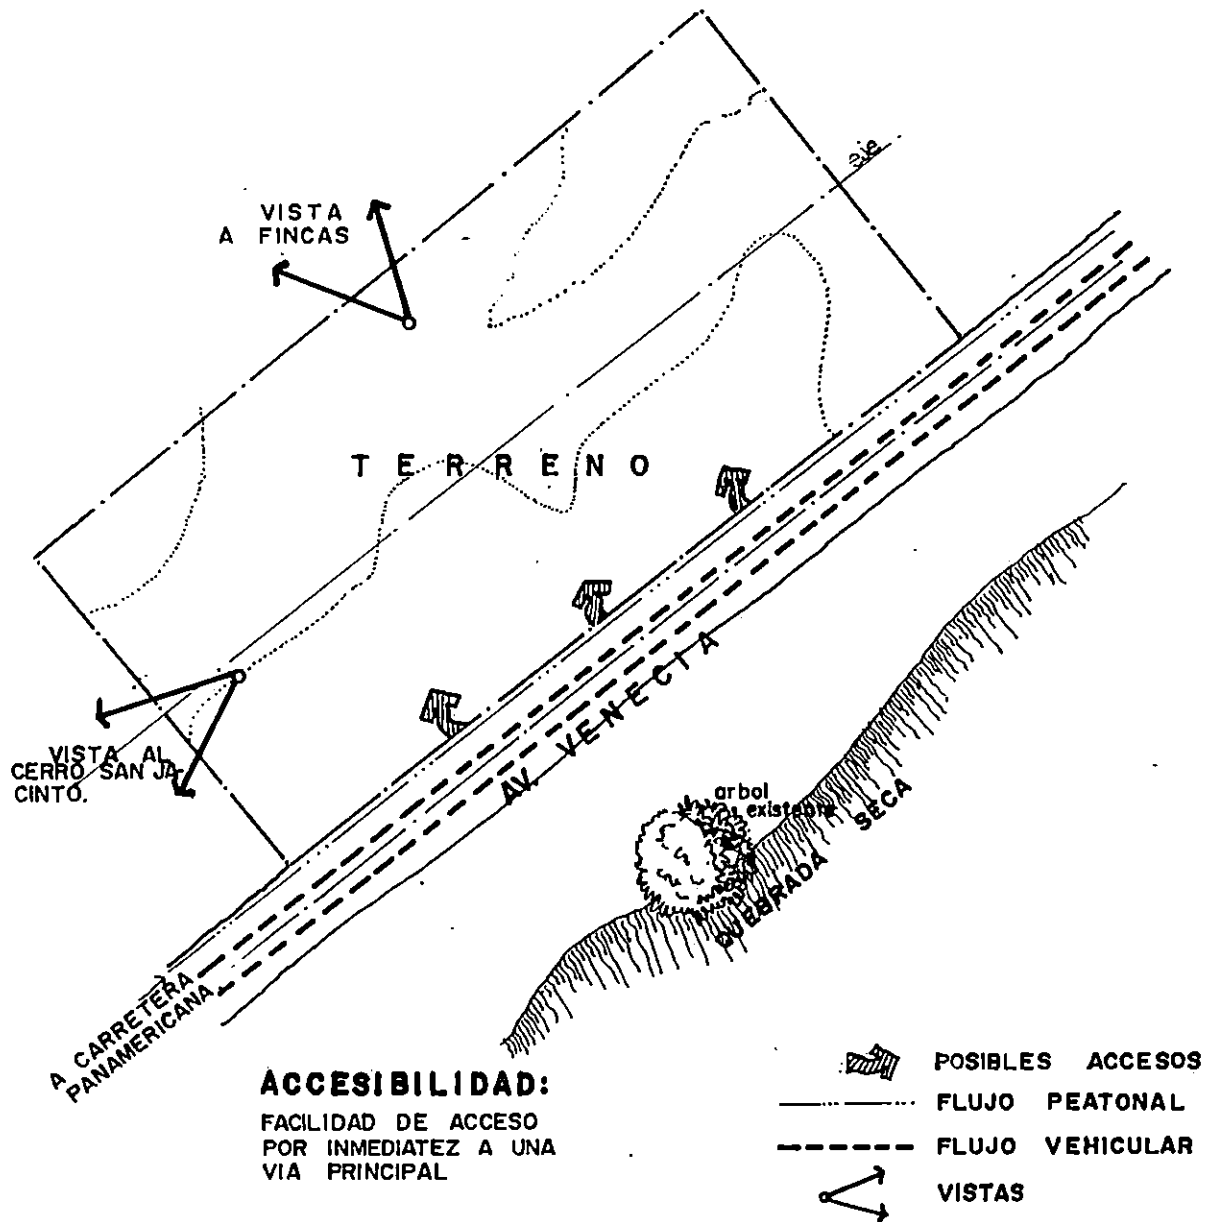 eje
VISTA
A FINCAS
TERRENO
AV. VENECIA
VISTA AL
CERRO SAN JA-
CINTO.
arbol
existente
QUEBRADA SECA
A CARRETERA
PANAMERICANA
ACCESIBILIDAD:
FACILIDAD DE ACCESO
POR INMEDIATEZ A UNA
VIA PRINCIPAL
POSIBLES ACCESOS
FLUJO PEATONAL
FLUJO VEHICULAR
VISTAS